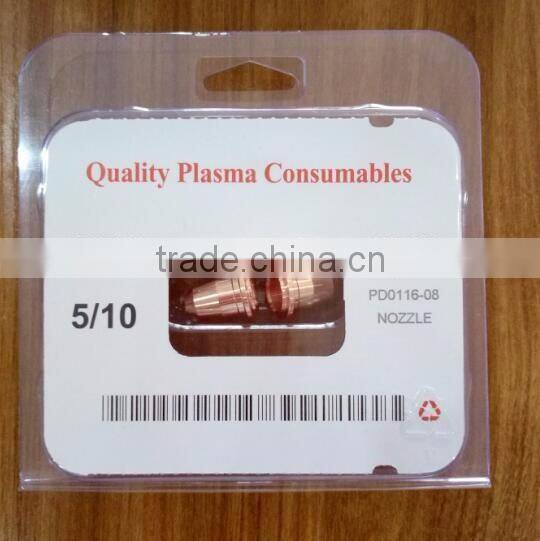 Quality Plasma Consumables
trade.china.cn
5/10
PD0116-08
NOZZLE